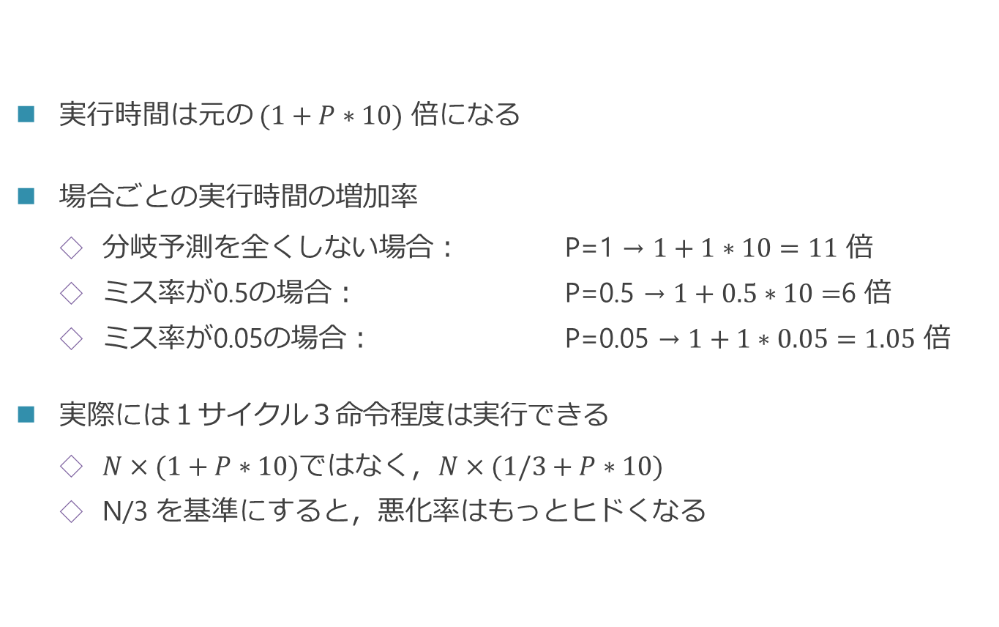 ■ 実行時間は元の (1 + P ∗ 10) 倍になる
■ 場合ごとの実行時間の増加率
◇ 分岐予測を全くしない場合： P=1 → 1 + 1 ∗ 10 = 11 倍
◇ ミス率が0.5の場合： P=0.5 → 1 + 0.5 ∗ 10 =6 倍
◇ ミス率が0.05の場合： P=0.05 → 1 + 1 ∗ 0.05 = 1.05 倍
■ 実際には１サイクル３命令程度は実行できる
◇ N × (1 + P ∗ 10)ではなく，N × (1/3 + P ∗ 10)
◇ N/3 を基準にすると，悪化率はもっとヒドくなる